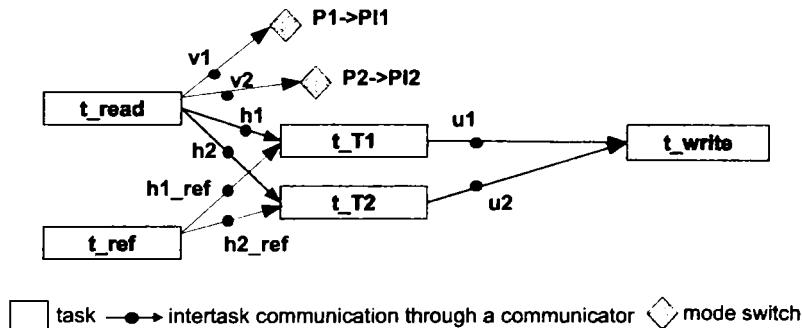 P1->PI1
v1
v2
P2->PI2
t_read
h1
u1
t_T1
t_write
h2
h1_ref
t_T2
u2
t_ref
h2_ref
task
intertask communication through a communicator
mode switch